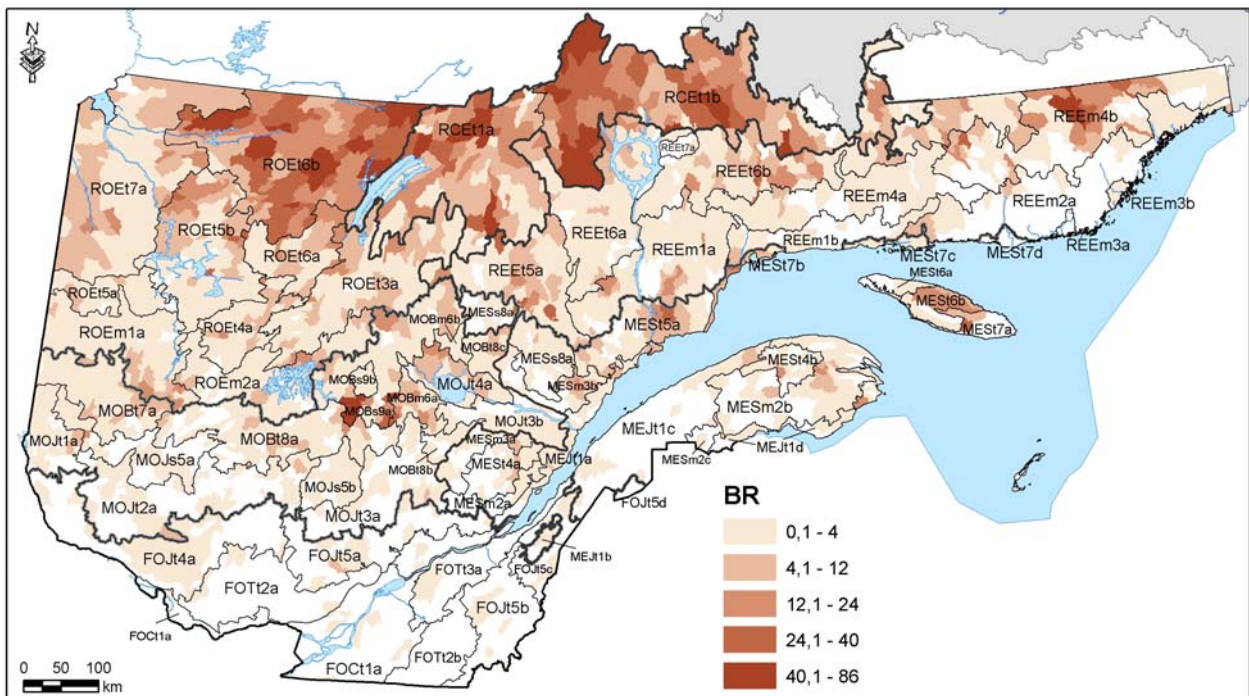 N
RCEt1b
RCEt1a
REEm4b
ROEt6b
REEt7a
ROEt7a
REEt6b
REEm4a
REEm2a
REEm3b
ROEt5b
REEt6a
REEm1a
ROEt6a
REEm1b
REEm3a
MESt7d
MESt7c
MESt7b
MESt6a
REEt5a
ROEt3a
ROEt5a
MESt6b
MOBm6b
MESs8a
MESt5a
MESt7a
ROEm1a
ROEt4a
MOBt8c
MESs8a
MESt4b
ROEm2a
MOBs9b
MOJt4a
MESm3b
MOBm6a
MOBs9a
MESm2b
MOBt7a
MOJt3b
MEJt1c
MOJt1a
MOBt8a
MESm3a
MEJt1d
MOJs5a
MOBt8b
MESt4a
MEJt1a
MESm2c
MOJs5b
MESm2a
FOJt5d
MOJt2a
MOJt3a
BR
MEJt1b
FOJt4a
FOJt5a
FOTt3a
FOJt5c
0,1 - 4
FOTt2a
FOJt5b
4,1 - 12
12,1 - 24
FOCt1a
FOTt2b
FOCt1a
24,1 - 40
40,1 - 86
0 50 100
km